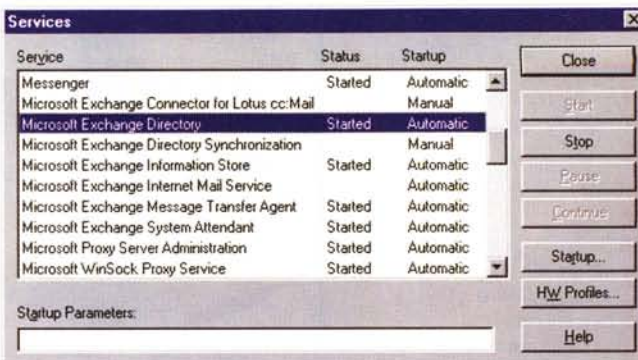 Services
Service Status Startup
Messenger Started Automatic
Microsoft Exchange Connector for Lotus cc:Mail Manual
Microsoft Exchange Directory Started Automatic
Microsoft Exchange Directory Synchronization Manual
Microsoft Exchange Information Store Started Automatic
Microsoft Exchange Internet Mail Service Automatic
Microsoft Exchange Message Transfer Agent Started Automatic
Microsoft Exchange System Attendant Started Automatic
Microsoft Proxy Server Administration Started Automatic
Microsoft WinSock Proxy Service Started Automatic
Startup Parameters:
Close
Start
Stop
Pause
Continue
Startup...
HW Profiles...
Help